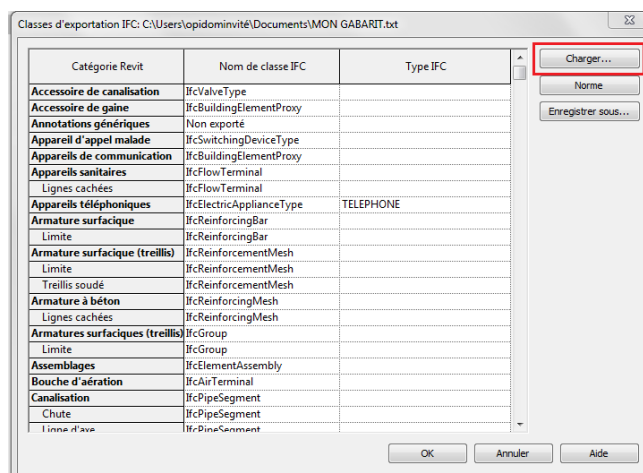 Classes d'exportation IFC: C:\Users\opidominvité\Documents\MON GABARIT.txt
Catégorie Revit Nom de classe IFC Type IFC
Accessoire de canalisation IfcValveType
Accessoire de gaine IfcBuildingElementProxy
Annotations génériques Non exporté
Appareil d'appel malade IfcSwitchingDeviceType
Appareils de communication IfcBuildingElementProxy
Appareils sanitaires IfcFlowTerminal
Lignes cachées IfcFlowTerminal
Appareils téléphoniques IfcElectricApplianceType TELEPHONE
Armature surfacique IfcReinforcingBar
Limite IfcReinforcingBar
Armature surfacique (treillis) IfcReinforcementMesh
Limite IfcReinforcementMesh
Treillis soudé IfcReinforcementMesh
Armature à béton IfcReinforcingMesh
Lignes cachées IfcReinforcingMesh
Armatures surfaciques (treillis) IfcGroup
Limite IfcGroup
Assemblages IfcElementAssembly
Bouche d'aération IfcAirTerminal
Canalisation IfcPipeSegment
Chute IfcPipeSegment
Ligne d'axe IfcPipeSegment
Charger...
Norme
Enregistrer sous...
OK Annuler Aide